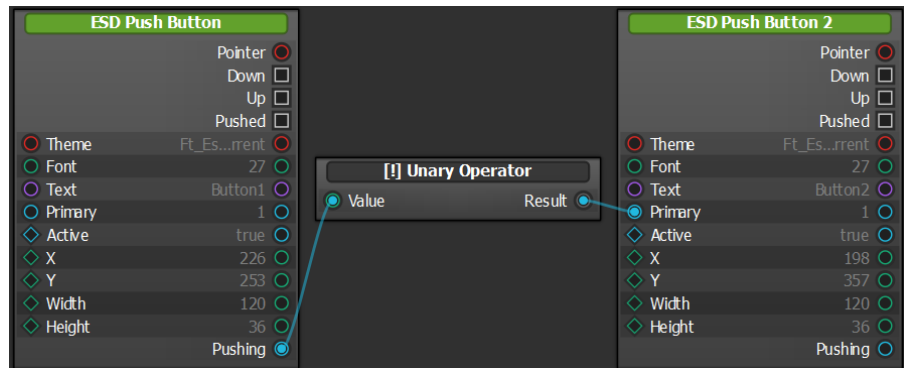 ESD Push Button
Pointer
Down
Up
Pushed
Theme Ft_Es...rrent
Font 27
Text Button1
Primary 1
Active true
X 226
Y 253
Width 120
Height 36
Pushing
[!] Unary Operator
Value Result
ESD Push Button 2
Pointer
Down
Up
Pushed
Theme Ft_Es...rrent
Font 27
Text Button2
Primary 1
Active true
X 198
Y 357
Width 120
Height 36
Pushing